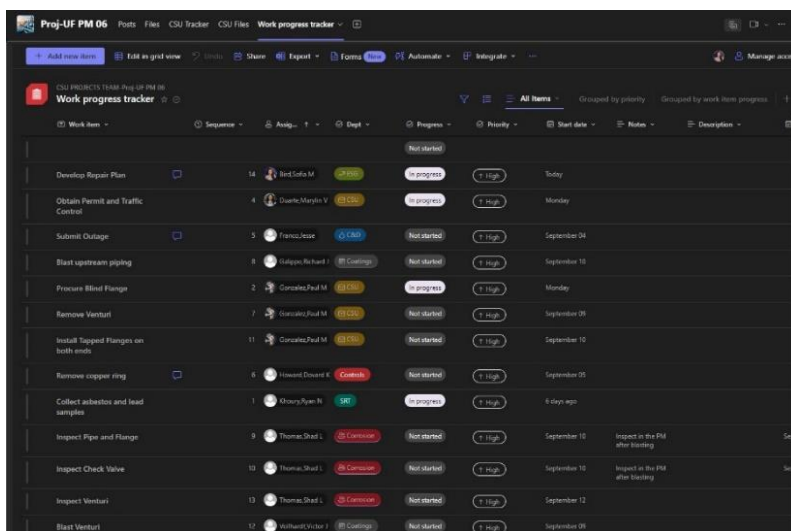 Proj-UF PM 06 Posts Files CSU Tracker CSU Files Work progress tracker
Add new item Edit in grid view Undo Share Export Forms New Automate Integrate Manage acc
CSU PROJECTS TEAM-Proj-UF PM 06
Work progress tracker
All Items Grouped by priority Grouped by work item progress
Work item Sequence Assig... Dept Progress Priority Start date Notes Description
Not started
Develop Repair Plan 14 Bird,Sofia M ESS In progress High Today
Obtain Permit and Traffic 4 Duarte,Marylin V CSU In progress High Monday
Control
Submit Outage 5 Franco,Jesse Not started High September 04
Blast upstream piping 8 Richard Coatings Not started High September 10
Procure Blind Flange 2 Gonzalez,Paul M CSU In progress High Monday
Remove Venturi 7 Gonzalez,Paul M CSU Not started High September 09
Install Tapped Flanges on 11 Gonzalez,Paul M CSU Not started High September 10
both ends
Remove copper ring 6 Howard,Dovard K Controls Not started High September 05
Collect asbestos and lead 1 Khoury,Ryan N SRT In progress High 6 days ago
samples
Inspect Pipe and Flange 9 Thomas,Shad L Corrosion Not started High September 10 Inspect in the PM
after blasting
Inspect Check Valve 10 Thomas,Shad L Corrosion Not started High September 10 Inspect in the PM
after blasting
Inspect Venturi 13 Thomas,Shad L Corrosion Not started High September 12
Blast Venturi 12 Victor J Coatings Not started High September 09